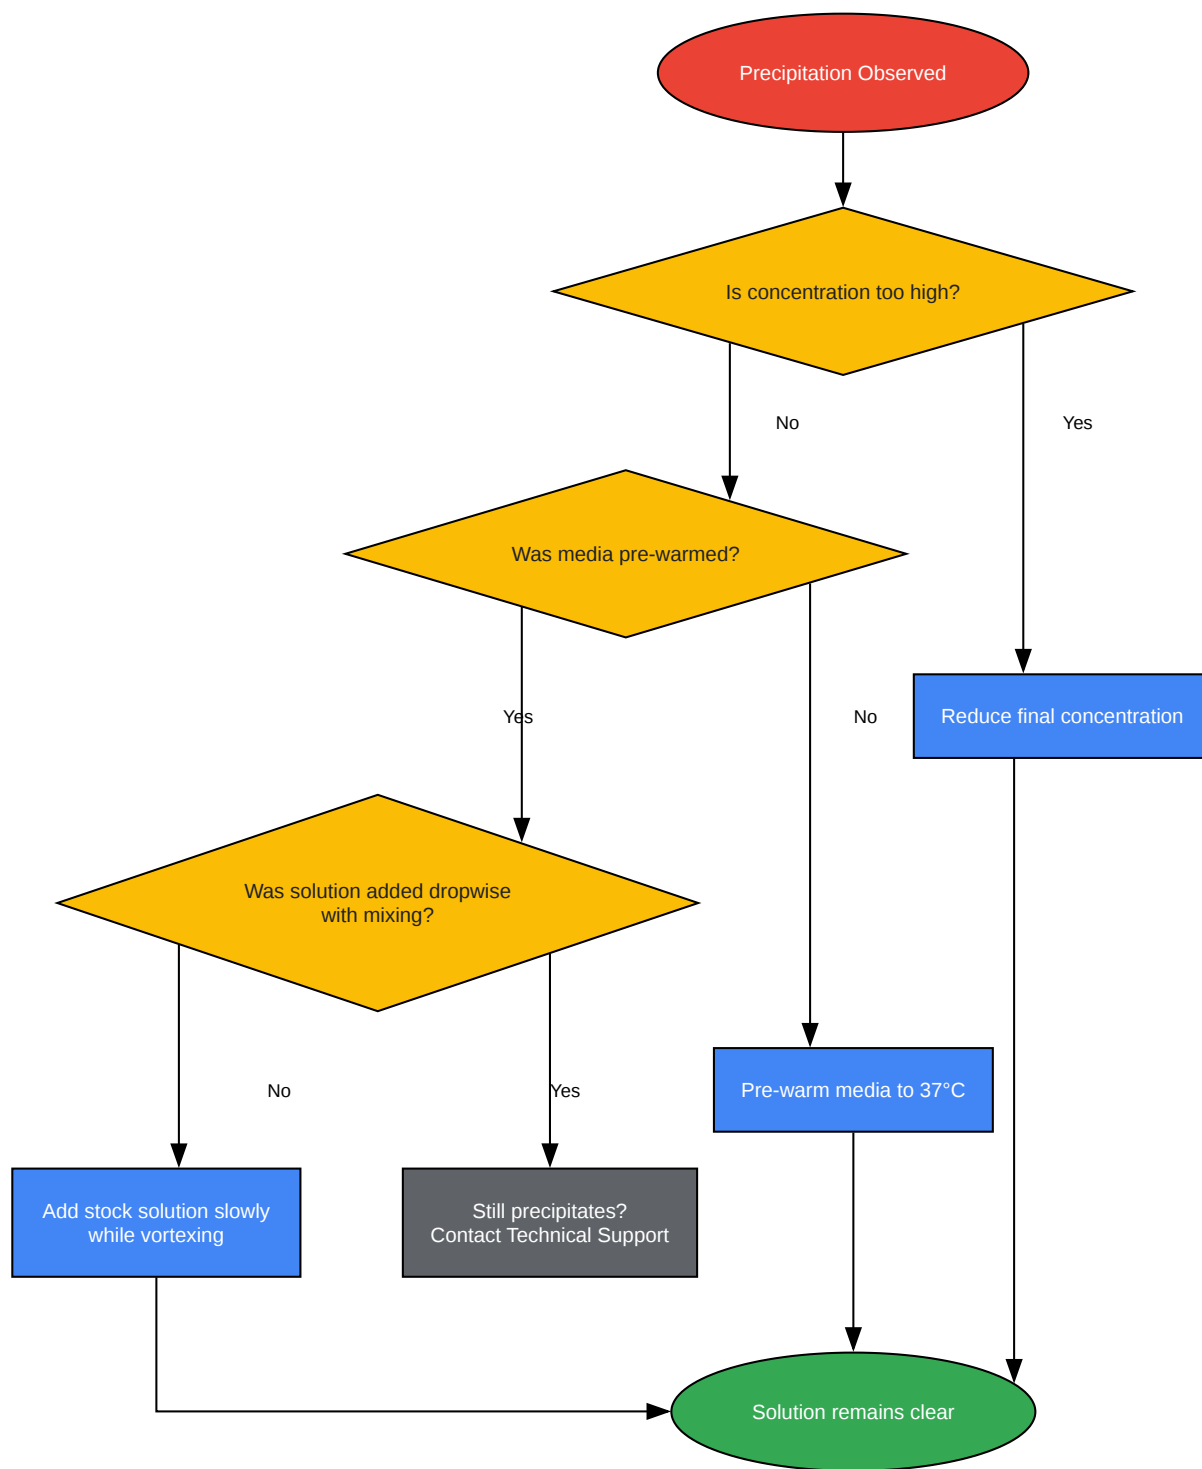 Precipitation Observed
Is concentration too high?
No
Yes
Was media pre-warmed?
Yes
No
Reduce final concentration
Was solution added dropwise
with mixing?
No
Yes
Pre-warm media to 37°C
Add stock solution slowly
while vortexing
Still precipitates?
Contact Technical Support
Solution remains clear